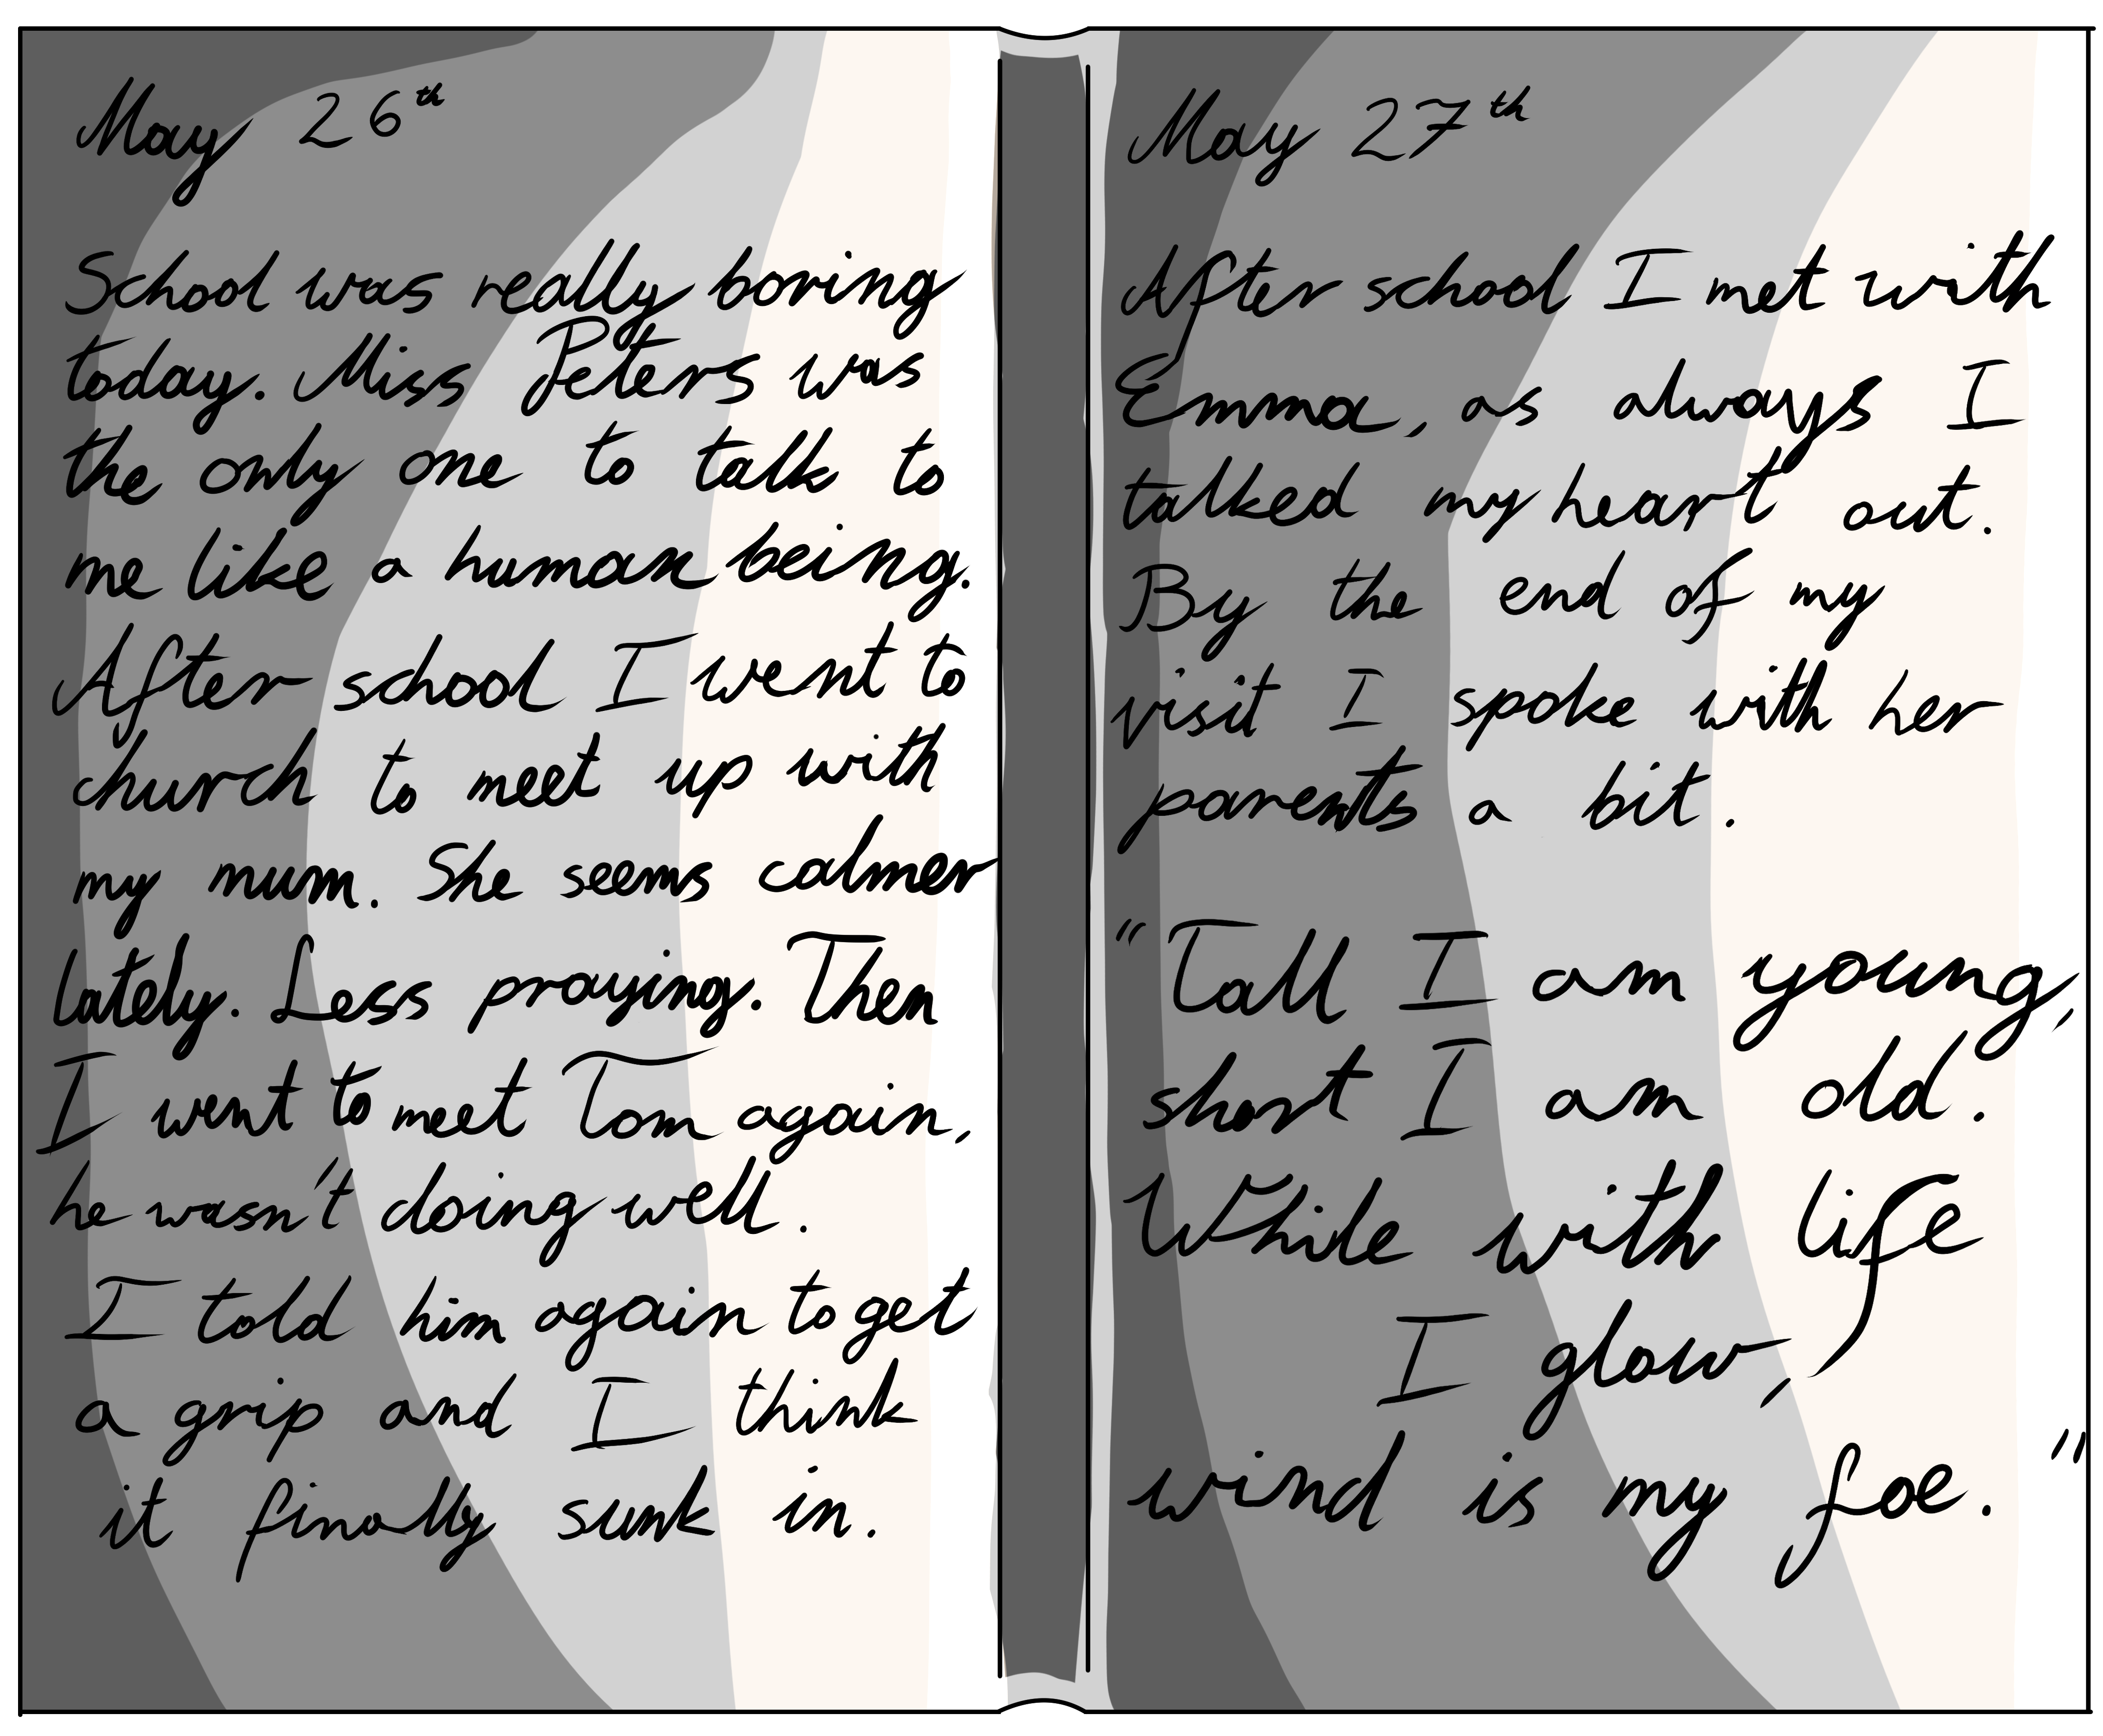 May 26th
School was really boring
today. Miss Peters was
the only one to talk to
me like a human being.
After school I went to
church to meet up with
my mum. She seems calmer
lately. Less praying. Then
I went to meet Tom again,
he wasn't doing well.
I told him again to get
a grip and I think
it finally sunk in.
May 27th
After school I met with
Emma, as always I
talked my heart out.
By the end of my
visit I spoke with her
parents a bit.
"Tall I am young,
short I am old.
While with life
I glow,
wind is my foe."